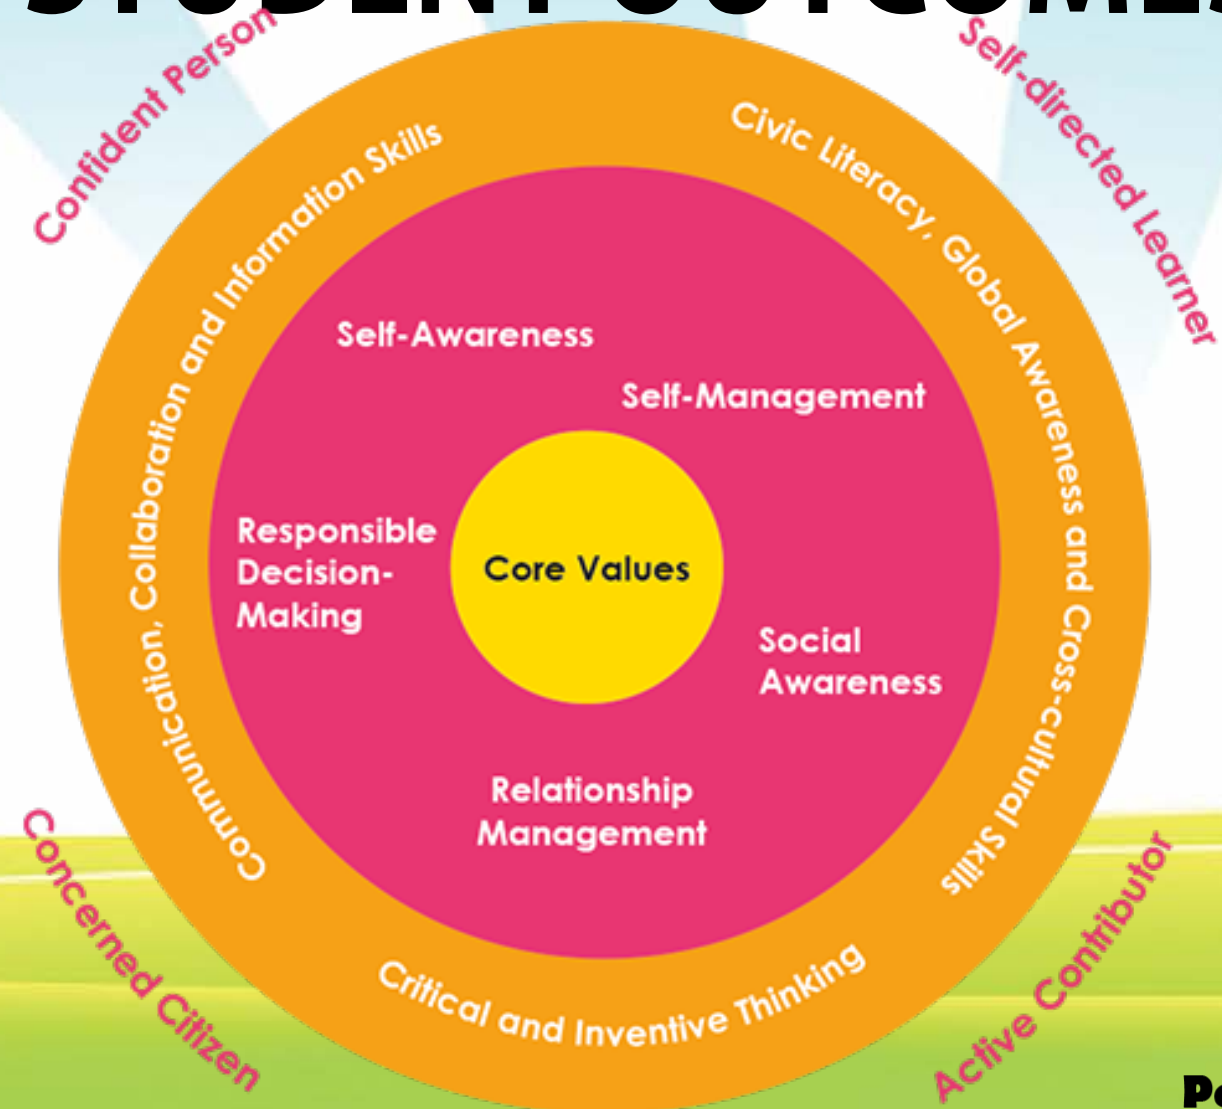 STUDENT OUTCOMES
Confident Person
Self-directed Learner
Communication, Collaboration and Information Skills
Civic Literacy, Global Awareness and Cross-cultural Skills
Self-Awareness
Self-Management
Responsible
Decision-
Making
Core Values
Social
Awareness
Relationship
Management
Critical and Inventive Thinking
Concerned Citizen
Active Contributor